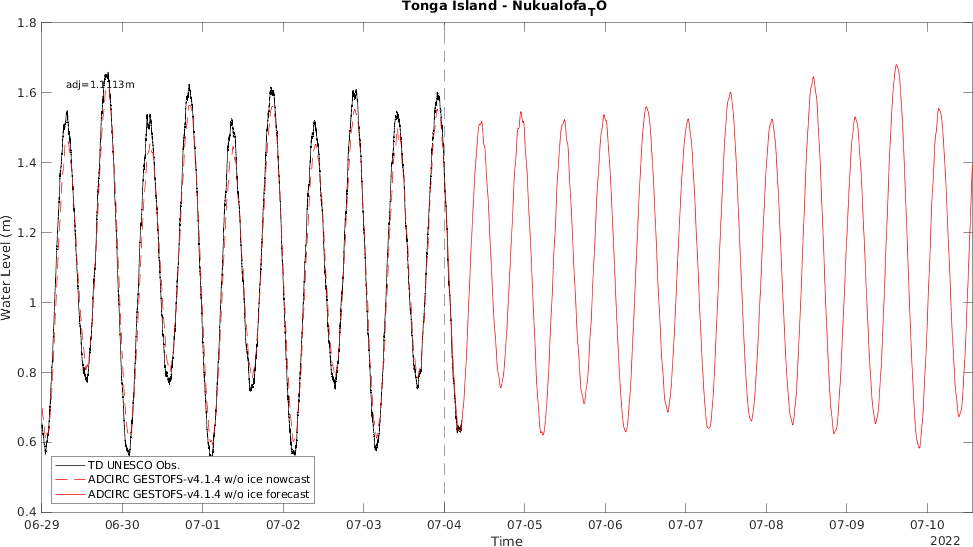 Tonga Island - NukualofaTO
1.8
adj=1.1113m
1.6
1.4
1.2
1
0.8
0.6
0.4
Water Level (m)
TD UNESCO Obs.
ADCIRC GESTOFS-v4.1.4 w/o ice nowcast
ADCIRC GESTOFS-v4.1.4 w/o ice forecast
06-29 06-30 07-01 07-02 07-03 07-04 07-05 07-06 07-07 07-08 07-09 07-10
Time
2022